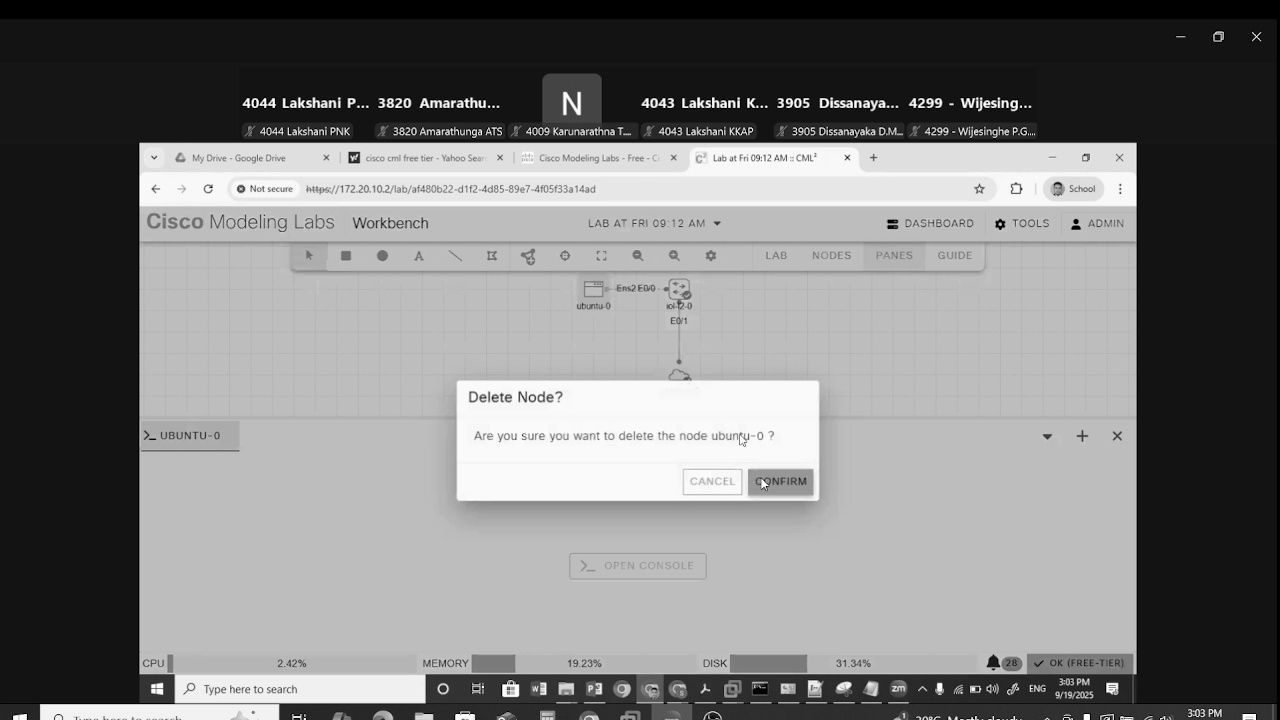 4044 Lakshani P... 3820 Amarathu... N 4043 Lakshani K... 3905 Dissanaya... 4299 - Wijesing...
4044 Lakshani PNK 3820 Amarathunga ATS 4009 Karunarathna T... 4043 Lakshani KKAP 3905 Dissanayaka D.M... 4299 - Wijesinghe P.G....
My Drive - Google Drive cisco cml free tier - Yahoo Sear Cisco Modeling Labs - Free - Ci Lab at Fri 09:12 AM :: CML²
Not secure https://172.20.10.2/lab/af480b22-d1f2-4d85-89e7-4f05f33a14ad School
Cisco Modeling Labs Workbench LAB AT FRI 09:12 AM DASHBOARD TOOLS ADMIN
A LAB NODES PANES GUIDE
Ens2 E0/0
ubuntu-0 iol-l2-0
E0/1
Delete Node?
Are you sure you want to delete the node ubuntu-0 ?
CANCEL CONFIRM
UBUNTU-0
OPEN CONSOLE
CPU 2.42% MEMORY 19.23% DISK 31.34% 28 OK (FREE-TIER)
Type here to search ENG 3:03 PM
9/19/2025
Type here to search Mostly cloudy 3:03 PM